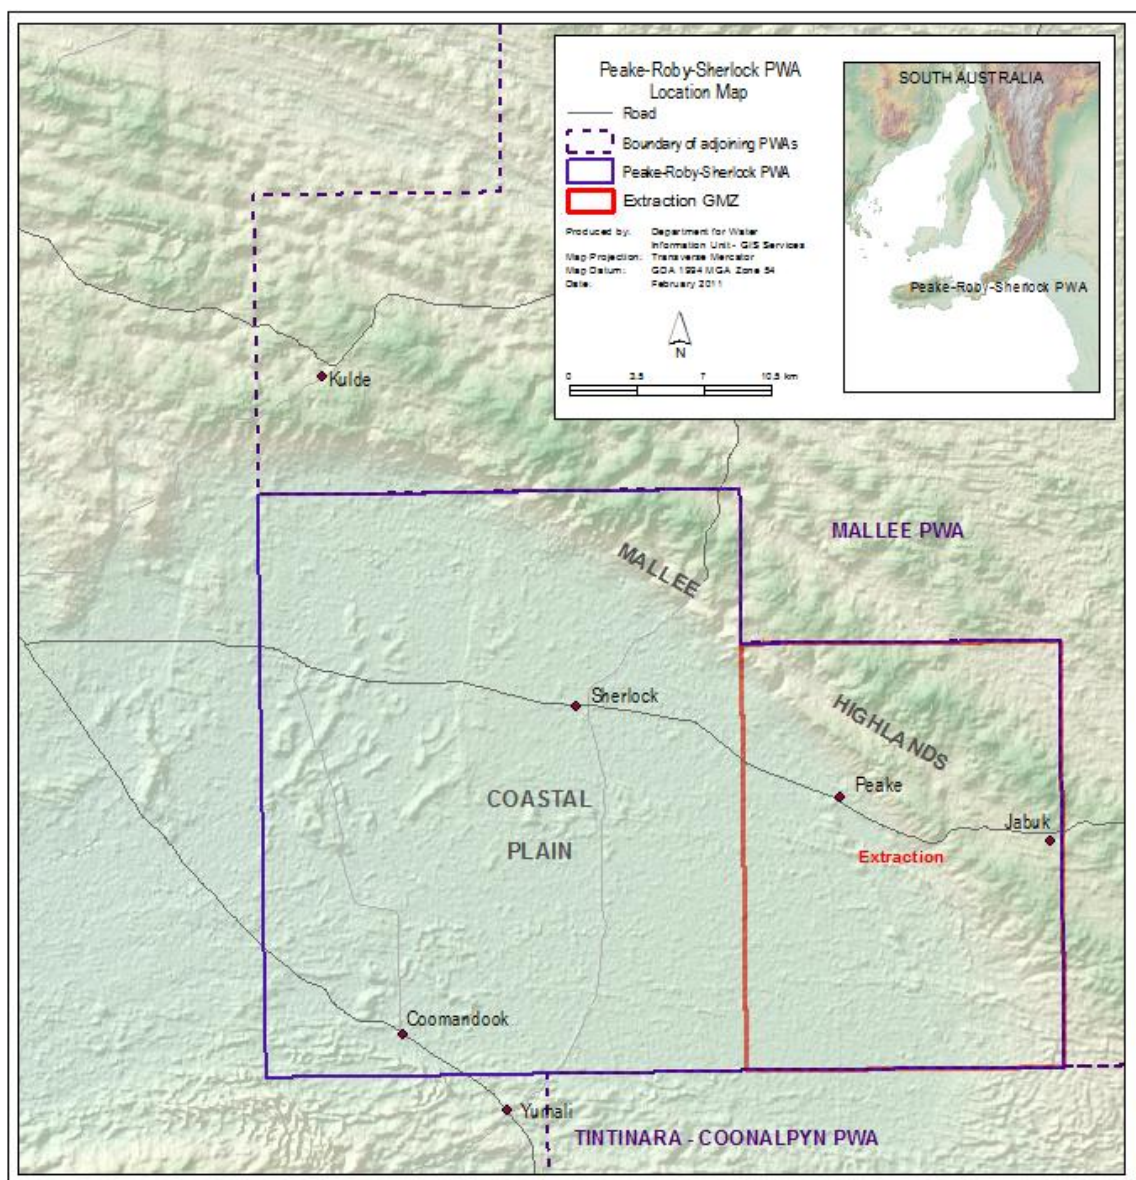 Peake-Roby-Sherlock PWA
Location Map
Road
Boundary of adjoining PWAs
Peake-Roby-Sherlock PWA
Extraction GMZ
Produced by: Department for Water
Information Unit - GIS Services
Map Projection: Transverse Mercator
Map Datum: GDA 1994 MGA Zone 54
Date: February 2011
N
0 3.5 7 10.5 km
SOUTH AUSTRALIA
Peake-Roby-Sherlock PWA
Kulde
MALLEE PWA
MALLEE
Sherlock
HIGHLANDS
Peake
COASTAL
PLAIN
Jabuk
Extraction
Coomandook
Yumali
TINTINARA - COONALPYN PWA